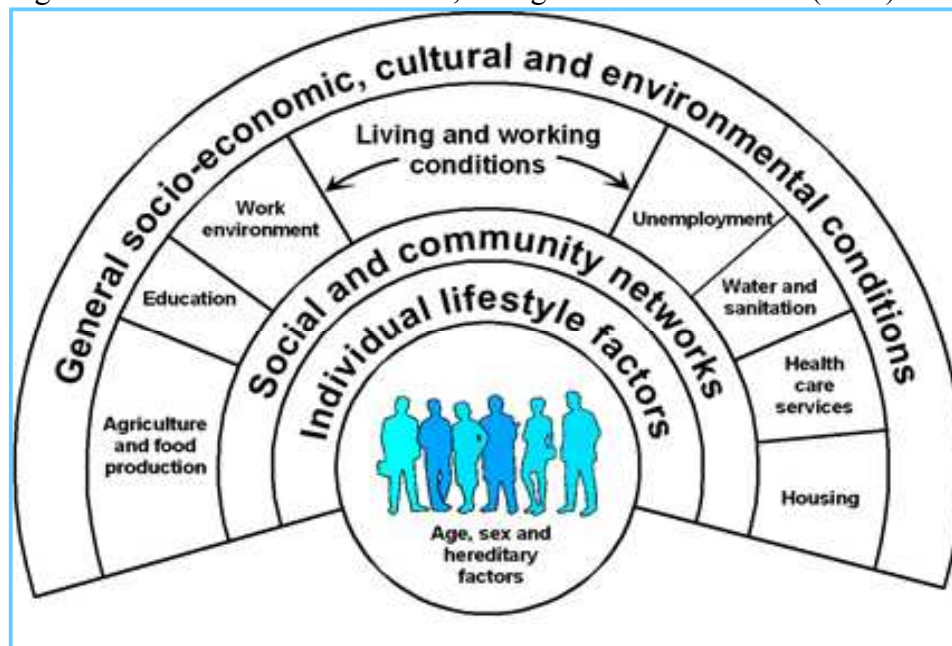 General socio-economic, cultural and environmental conditions
Living and working
conditions
Work
environment
Unemployment
Education
Water and
sanitation
Agriculture
and food
production
Health
care
services
Housing
Social and community networks
Individual lifestyle factors
Age, sex and
hereditary
factors